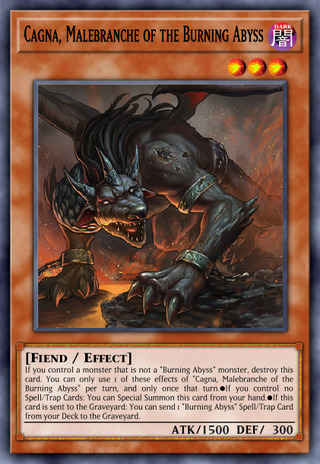 Cagna, Malebranche of the Burning Abyss
DARK
闇
[Fiend / Effect]
If you control a monster that is not a "Burning Abyss" monster, destroy this
card. You can only use 1 of these effects of "Cagna, Malebranche of the
Burning Abyss" per turn, and only once that turn.●If you control no
Spell/Trap Cards: You can Special Summon this card from your hand.●If this
card is sent to the Graveyard: You can send 1 "Burning Abyss" Spell/Trap Card
from your Deck to the Graveyard.
ATK/1500 DEF/ 300